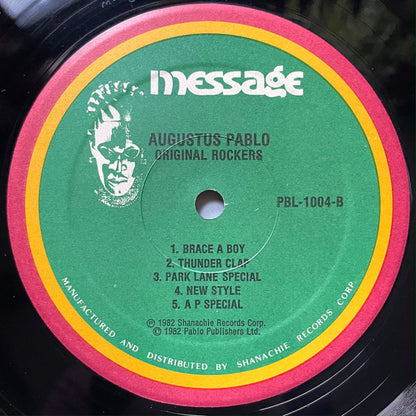 message
AUGUSTUS PABLO
ORIGINAL ROCKERS
PBL-1004-B
1. BRACE A BOY
2. THUNDER CLAP
3. PARK LANE SPECIAL
4. NEW STYLE
5. A P SPECIAL
℗ 1982 Shanachie Records Corp.
© 1982 Pablo Publishers Ltd.
MANUFACTURED AND DISTRIBUTED BY SHANACHIE RECORDS CORP.